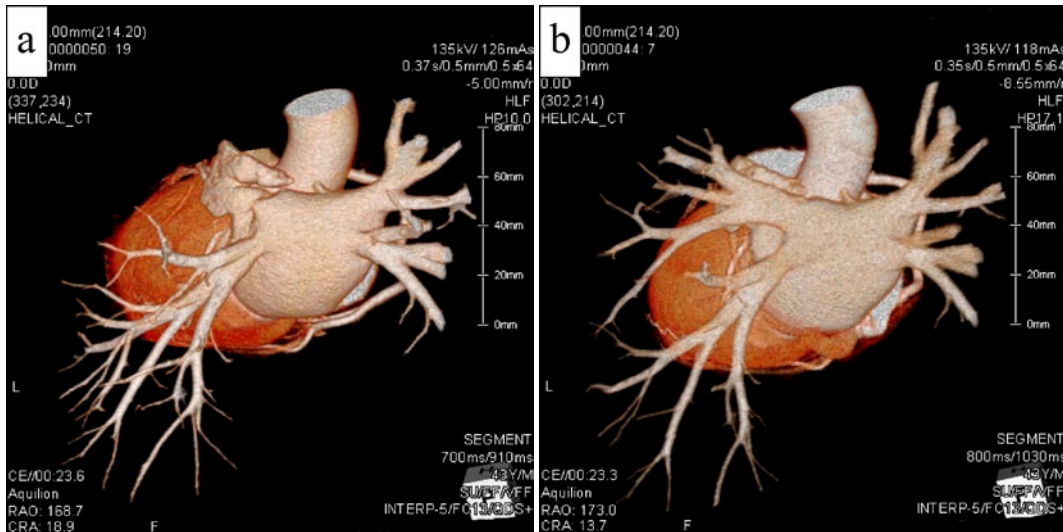 a
.00mm(214.20)
0000050: 19
0mm
0.0D
(337,234)
HELICAL_CT
135kV/ 126mAs
0.37s/0.5mm/0.5x64
-5.00mm/r
HLF
HP10.0
80mm
60mm
40mm
20mm
0mm
L
SEGMENT
700ms/910ms
43Y/M
CE//00:23.6
Aquilion
RAO: 168.7
CRA: 18.9
F
b
.00mm(214.20)
0000044: 7
0mm
0.0D
(302,214)
HELICAL_CT
135kV/ 118mAs
0.35s/0.5mm/0.5x64
-8.55mm/r
HLF
HP17.1
80mm
60mm
40mm
20mm
0mm
L
SEGMENT
800ms/1030ms
43Y/M
CE//00:23.3
Aquilion
RAO: 173.0
CRA: 13.7
F